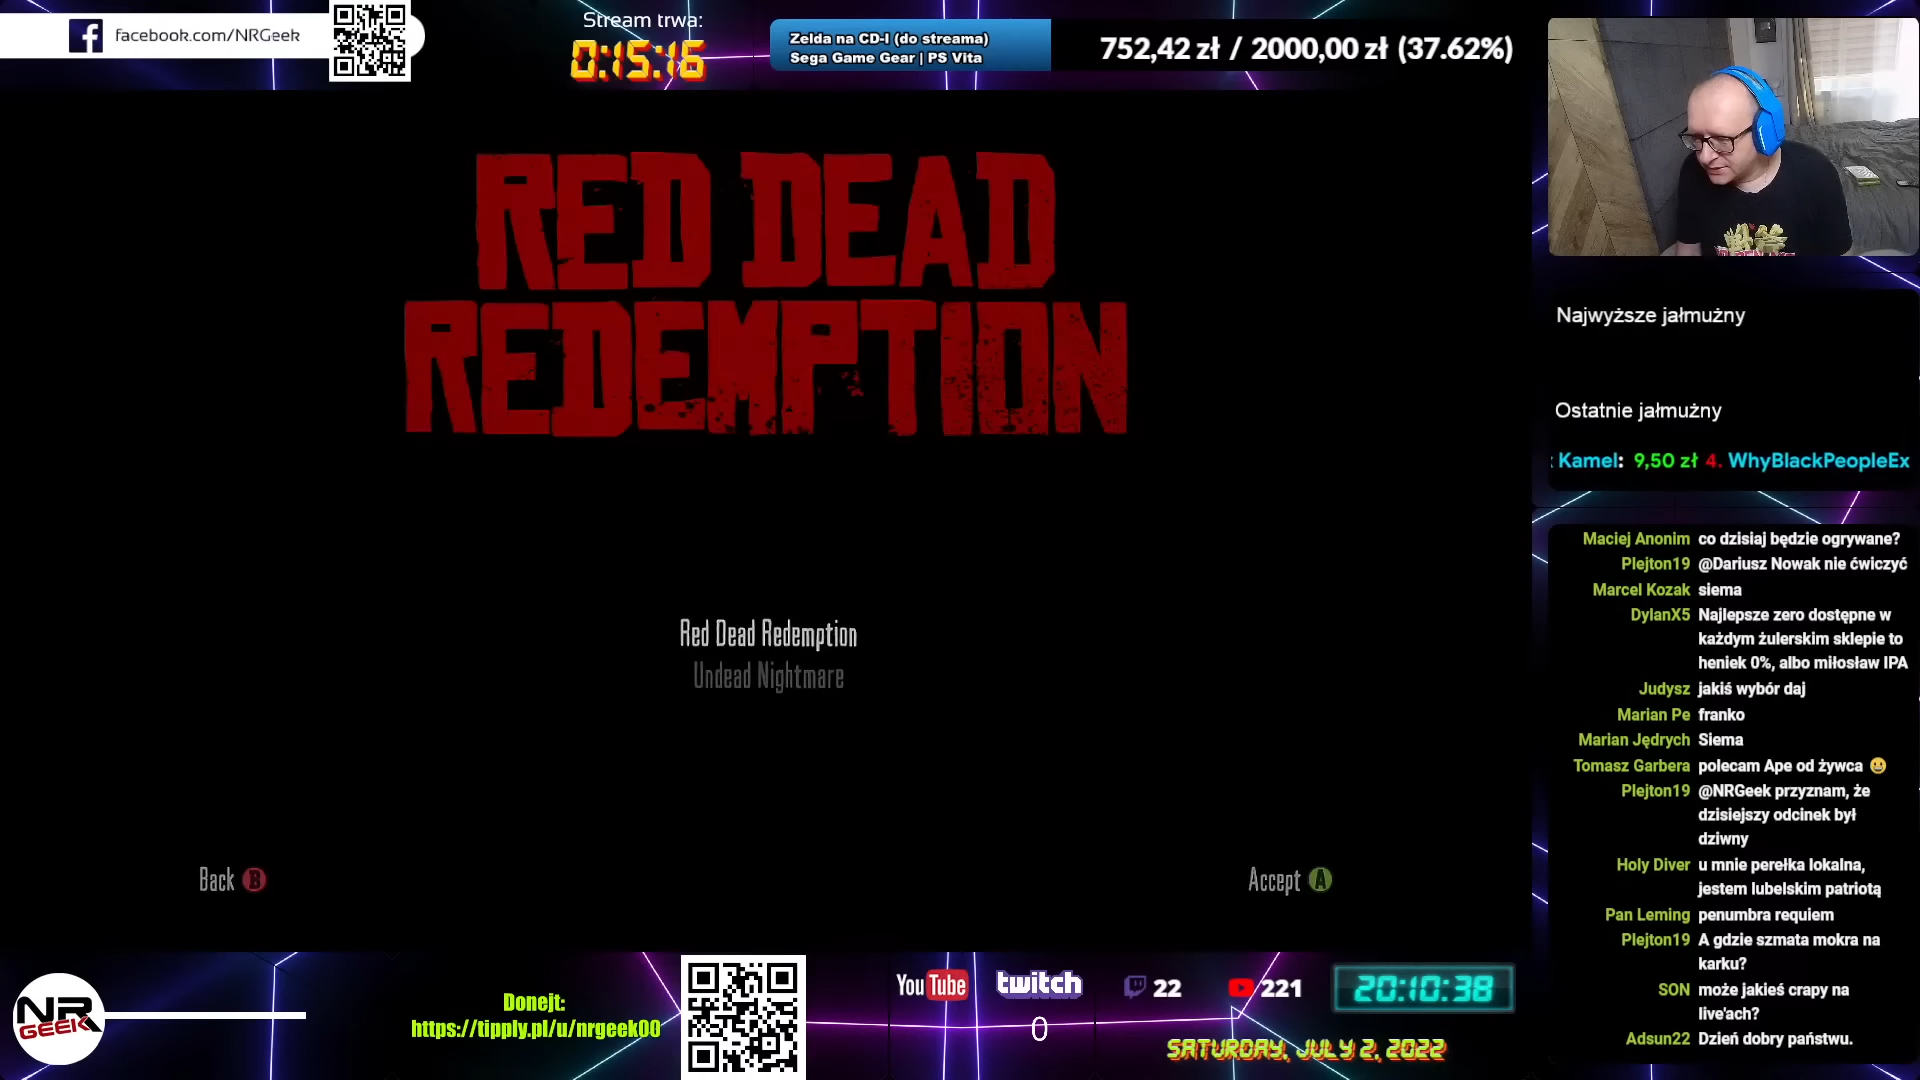 facebook.com/NRGeek
Stream trwa:
0:15:16
Zelda na CD-I (do streama)
Sega Game Gear | PS Vita
752,42 zł / 2000,00 zł (37.62%)
RED DEAD
REDEMPTION
Red Dead Redemption
Undead Nightmare
Back B
Accept A
Najwyższe jałmużny
Ostatnie jałmużny
Kamel: 9,50 zł 4. WhyBlackPeopleEx
Maciej Anonim co dzisiaj będzie ogrywane?
Plejton19 @Dariusz Nowak nie ćwiczyć
Marcel Kozak siema
DylanX5 Najlepsze zero dostępne w
każdym żulerskim sklepie to
heniek 0%, albo miłosław IPA
Judysz jakiś wybór daj
Marian Pe franko
Marian Jędrych Siema
Tomasz Garbera polecam Ape od żywca 😀
Plejton19 @NRGeek przyznam, że
dzisiejszy odcinek był
dziwny
Holy Diver u mnie perełka lokalna,
jestem lubelskim patriotą
Pan Leming penumbra requiem
Plejton19 A gdzie szmata mokra na
karku?
SON może jakieś crapy na
live'ach?
Adsun22 Dzień dobry państwu.
NR
GEEK
Donejt:
https://tipply.pl/u/nrgeek00
YouTube
twitch
22
221
0
20:10:38
SATURDAY, JULY 2, 2022